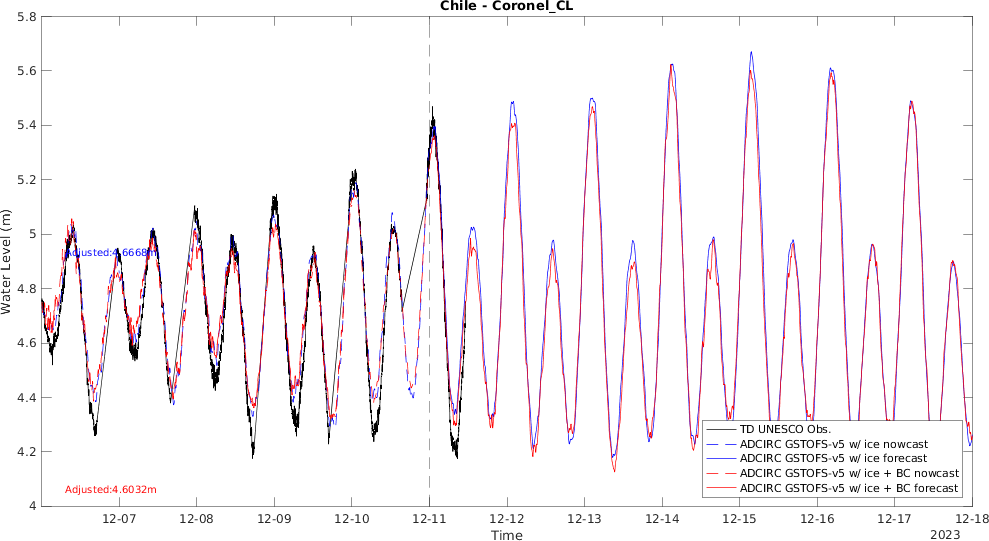 Chile - Coronel_CL
5.8
5.6
5.4
5.2
5
4.8
4.6
4.4
4.2
4
Water Level (m)
Adjusted:4.6668m
Adjusted:4.6032m
TD UNESCO Obs.
ADCIRC GSTOFS-v5 w/ ice nowcast
ADCIRC GSTOFS-v5 w/ ice forecast
ADCIRC GSTOFS-v5 w/ ice + BC nowcast
ADCIRC GSTOFS-v5 w/ ice + BC forecast
12-07 12-08 12-09 12-10 12-11 12-12 12-13 12-14 12-15 12-16 12-17 12-18
Time
2023